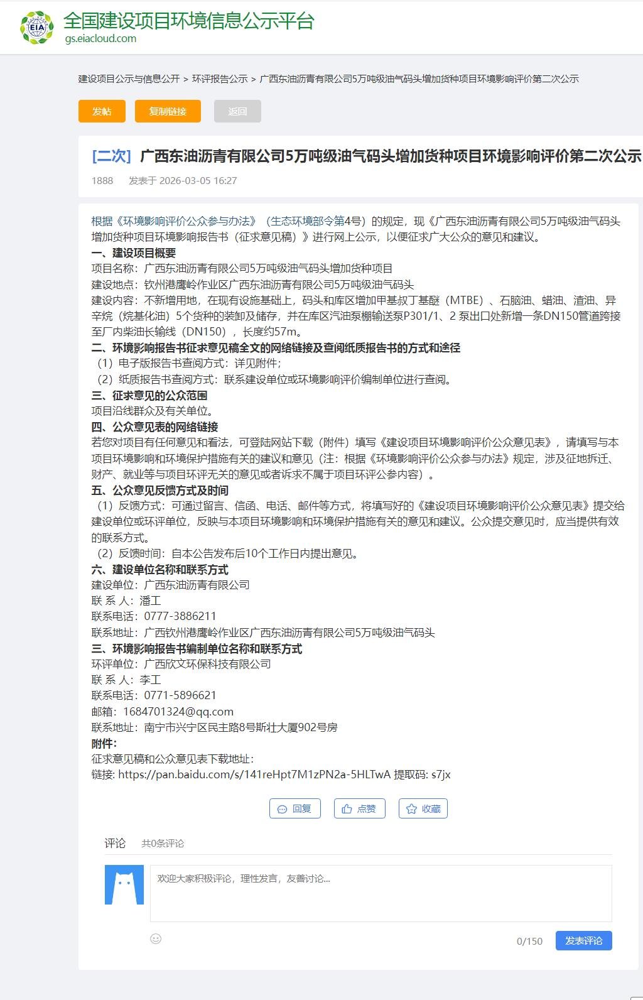 EIA
全国建设项目环境信息公示平台
gs.eiacloud.com
建设项目公示与信息公开 > 环评报告公示 > 广西东油沥青有限公司5万吨级油气码头增加货种项目环境影响评价第二次公示
发帖 复制链接 返回
[二次] 广西东油沥青有限公司5万吨级油气码头增加货种项目环境影响评价第二次公示
1888 发表于 2026-03-05 16:27
根据《环境影响评价公众参与办法》（生态环境部令第4号）的规定，现《广西东油沥青有限公司5万吨级油气码头
增加货种项目环境影响报告书（征求意见稿）》进行网上公示，以便征求广大公众的意见和建议。
一、建设项目概要
项目名称：广西东油沥青有限公司5万吨级油气码头增加货种项目
建设地点：钦州港鹰岭作业区广西东油沥青有限公司5万吨级油气码头
建设内容：不新增用地，在现有设施基础上，码头和库区增加甲基叔丁基醚（MTBE）、石脑油、蜡油、渣油、异
辛烷（烷基化油）5个货种的装卸及储存，并在库区汽油泵棚输送泵P301/1、2 泵出口处新增一条DN150管道跨接
至厂内柴油长输线（DN150），长度约57m。
二、环境影响报告书征求意见稿全文的网络链接及查阅纸质报告书的方式和途径
（1）电子版报告书查阅方式：详见附件；
（2）纸质报告书查阅方式：联系建设单位或环境影响评价编制单位进行查阅。
三、征求意见的公众范围
项目沿线群众及有关单位。
四、公众意见表的网络链接
若您对项目有任何意见和看法，可登陆网站下载（附件）填写《建设项目环境影响评价公众意见表》，请填写与本
项目环境影响和环境保护措施有关的建议和意见（注：根据《环境影响评价公众参与办法》规定，涉及征地拆迁、
财产、就业等与项目环评无关的意见或者诉求不属于项目环评公参内容）。
五、公众意见反馈方式及时间
（1）反馈方式：可通过留言、信函、电话、邮件等方式，将填写好的《建设项目环境影响评价公众意见表》提交给
建设单位或环评单位，反映与本项目环境影响和环境保护措施有关的意见和建议。公众提交意见时，应当提供有效
的联系方式。
（2）反馈时间：自本公告发布后10个工作日内提出意见。
六、建设单位名称和联系方式
建设单位：广西东油沥青有限公司
联 系 人：潘工
联系电话：0777-3886211
联系地址：广西钦州港鹰岭作业区广西东油沥青有限公司5万吨级油气码头
三、环境影响报告书编制单位名称和联系方式
环评单位：广西欣文环保科技有限公司
联 系 人：李工
联系电话：0771-5896621
邮箱：1684701324@qq.com
联系地址：南宁市兴宁区民主路8号斯壮大厦902号房
附件：
征求意见稿和公众意见表下载地址：
链接: https://pan.baidu.com/s/141reHpt7M1zPN2a-5HLTwA 提取码: s7jx
回复 点赞 收藏
评论 共0条评论
欢迎大家积极评论，理性发言，友善讨论...
0/150 发表评论